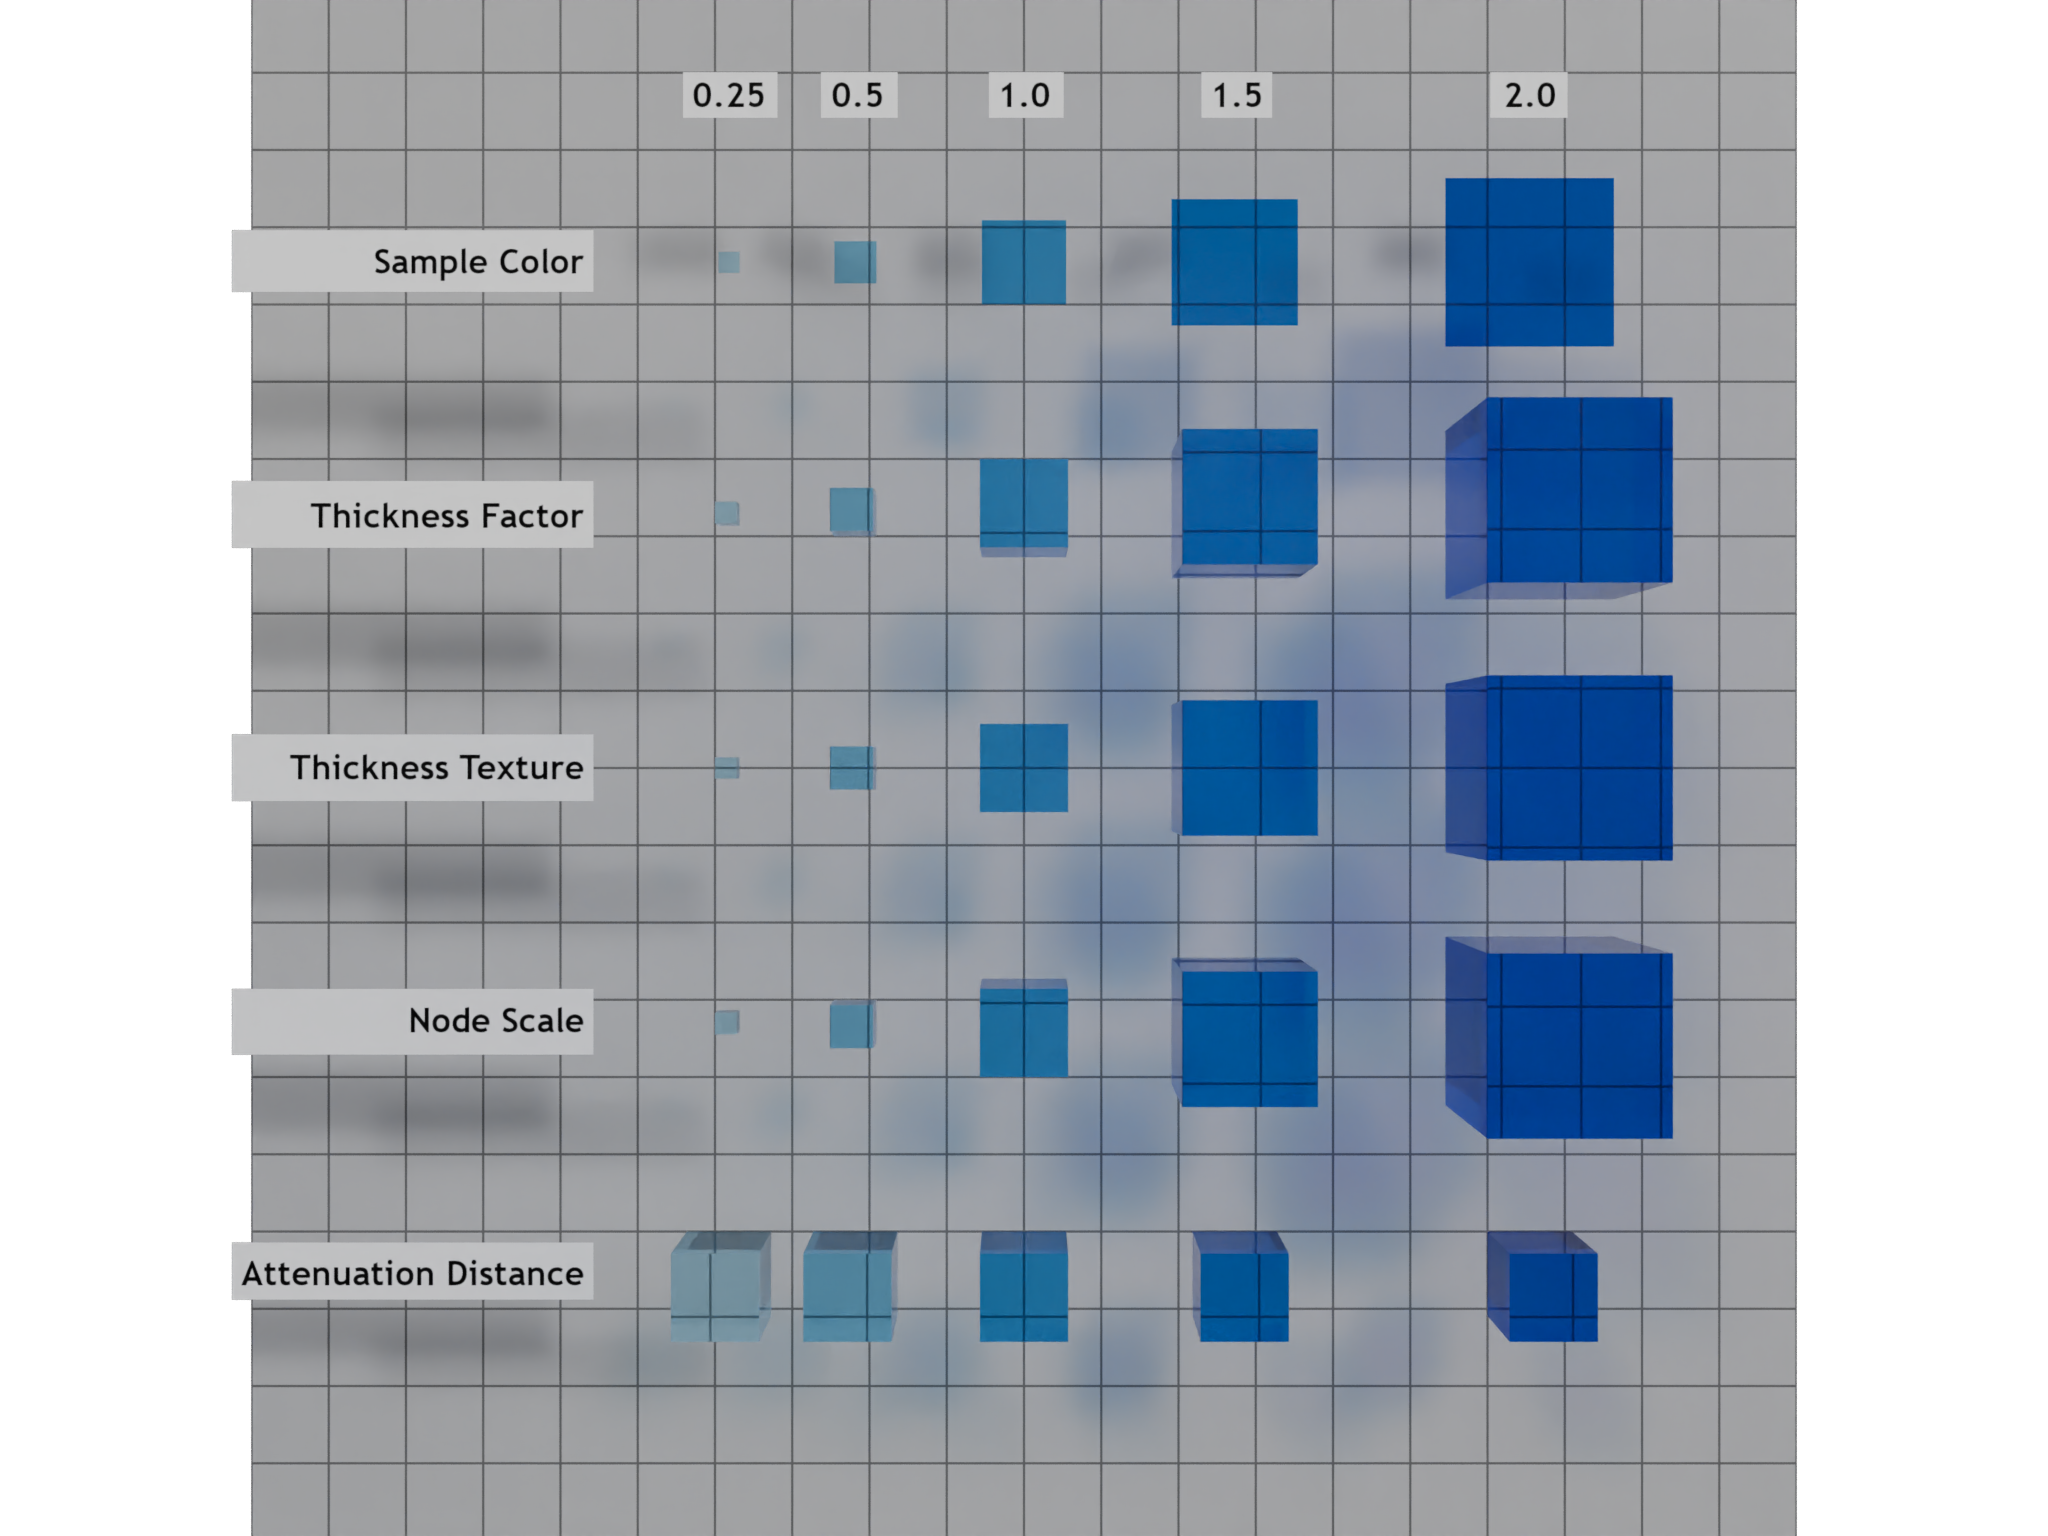 0.25 0.5 1.0 1.5 2.0
Sample Color
Thickness Factor
Thickness Texture
Node Scale
Attenuation Distance